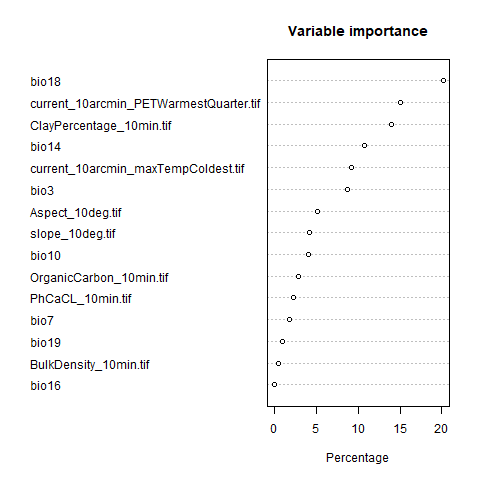 Variable importance
bio18
current_10arcmin_PETWarmestQuarter.tif
ClayPercentage_10min.tif
bio14
current_10arcmin_maxTempColdest.tif
bio3
Aspect_10deg.tif
slope_10deg.tif
bio10
OrganicCarbon_10min.tif
PhCaCL_10min.tif
bio7
bio19
BulkDensity_10min.tif
bio16
0 5 10 15 20
Percentage